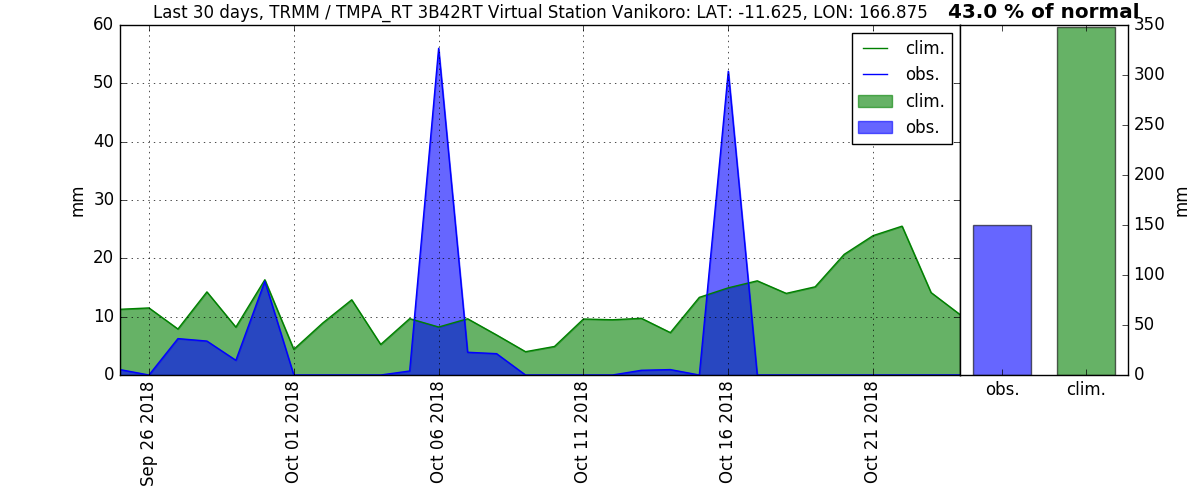 Last 30 days, TRMM / TMPA_RT 3B42RT Virtual Station Vanikoro: LAT: -11.625, LON: 166.875
43.0 % of normal
60
50
40
30
20
10
0
mm
clim.
obs.
clim.
obs.
Sep 26 2018
Oct 01 2018
Oct 06 2018
Oct 11 2018
Oct 16 2018
Oct 21 2018
350
300
250
200
150
100
50
0
mm
obs.
clim.